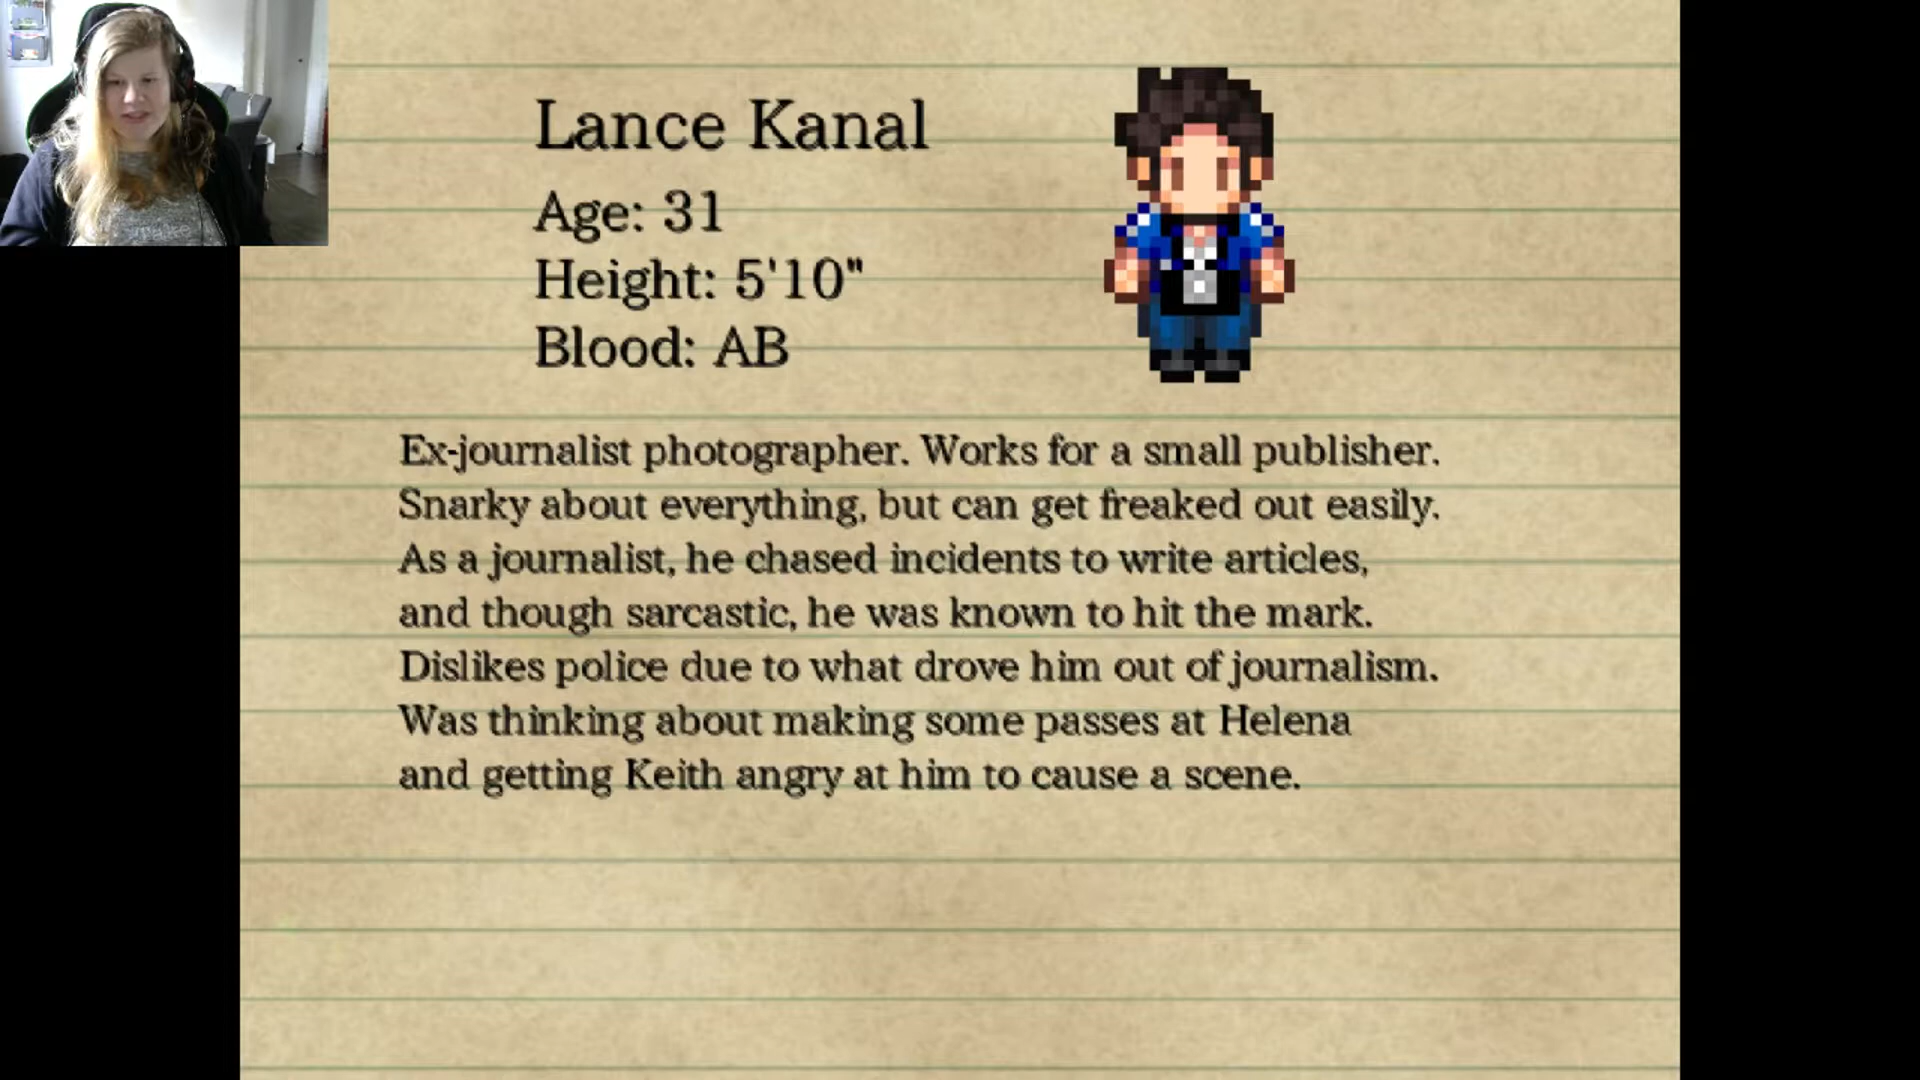 Lance Kanal
Age: 31
Height: 5'10"
Blood: AB
Ex-journalist photographer. Works for a small publisher.
Snarky about everything, but can get freaked out easily.
As a journalist, he chased incidents to write articles,
and though sarcastic, he was known to hit the mark.
Dislikes police due to what drove him out of journalism.
Was thinking about making some passes at Helena
and getting Keith angry at him to cause a scene.